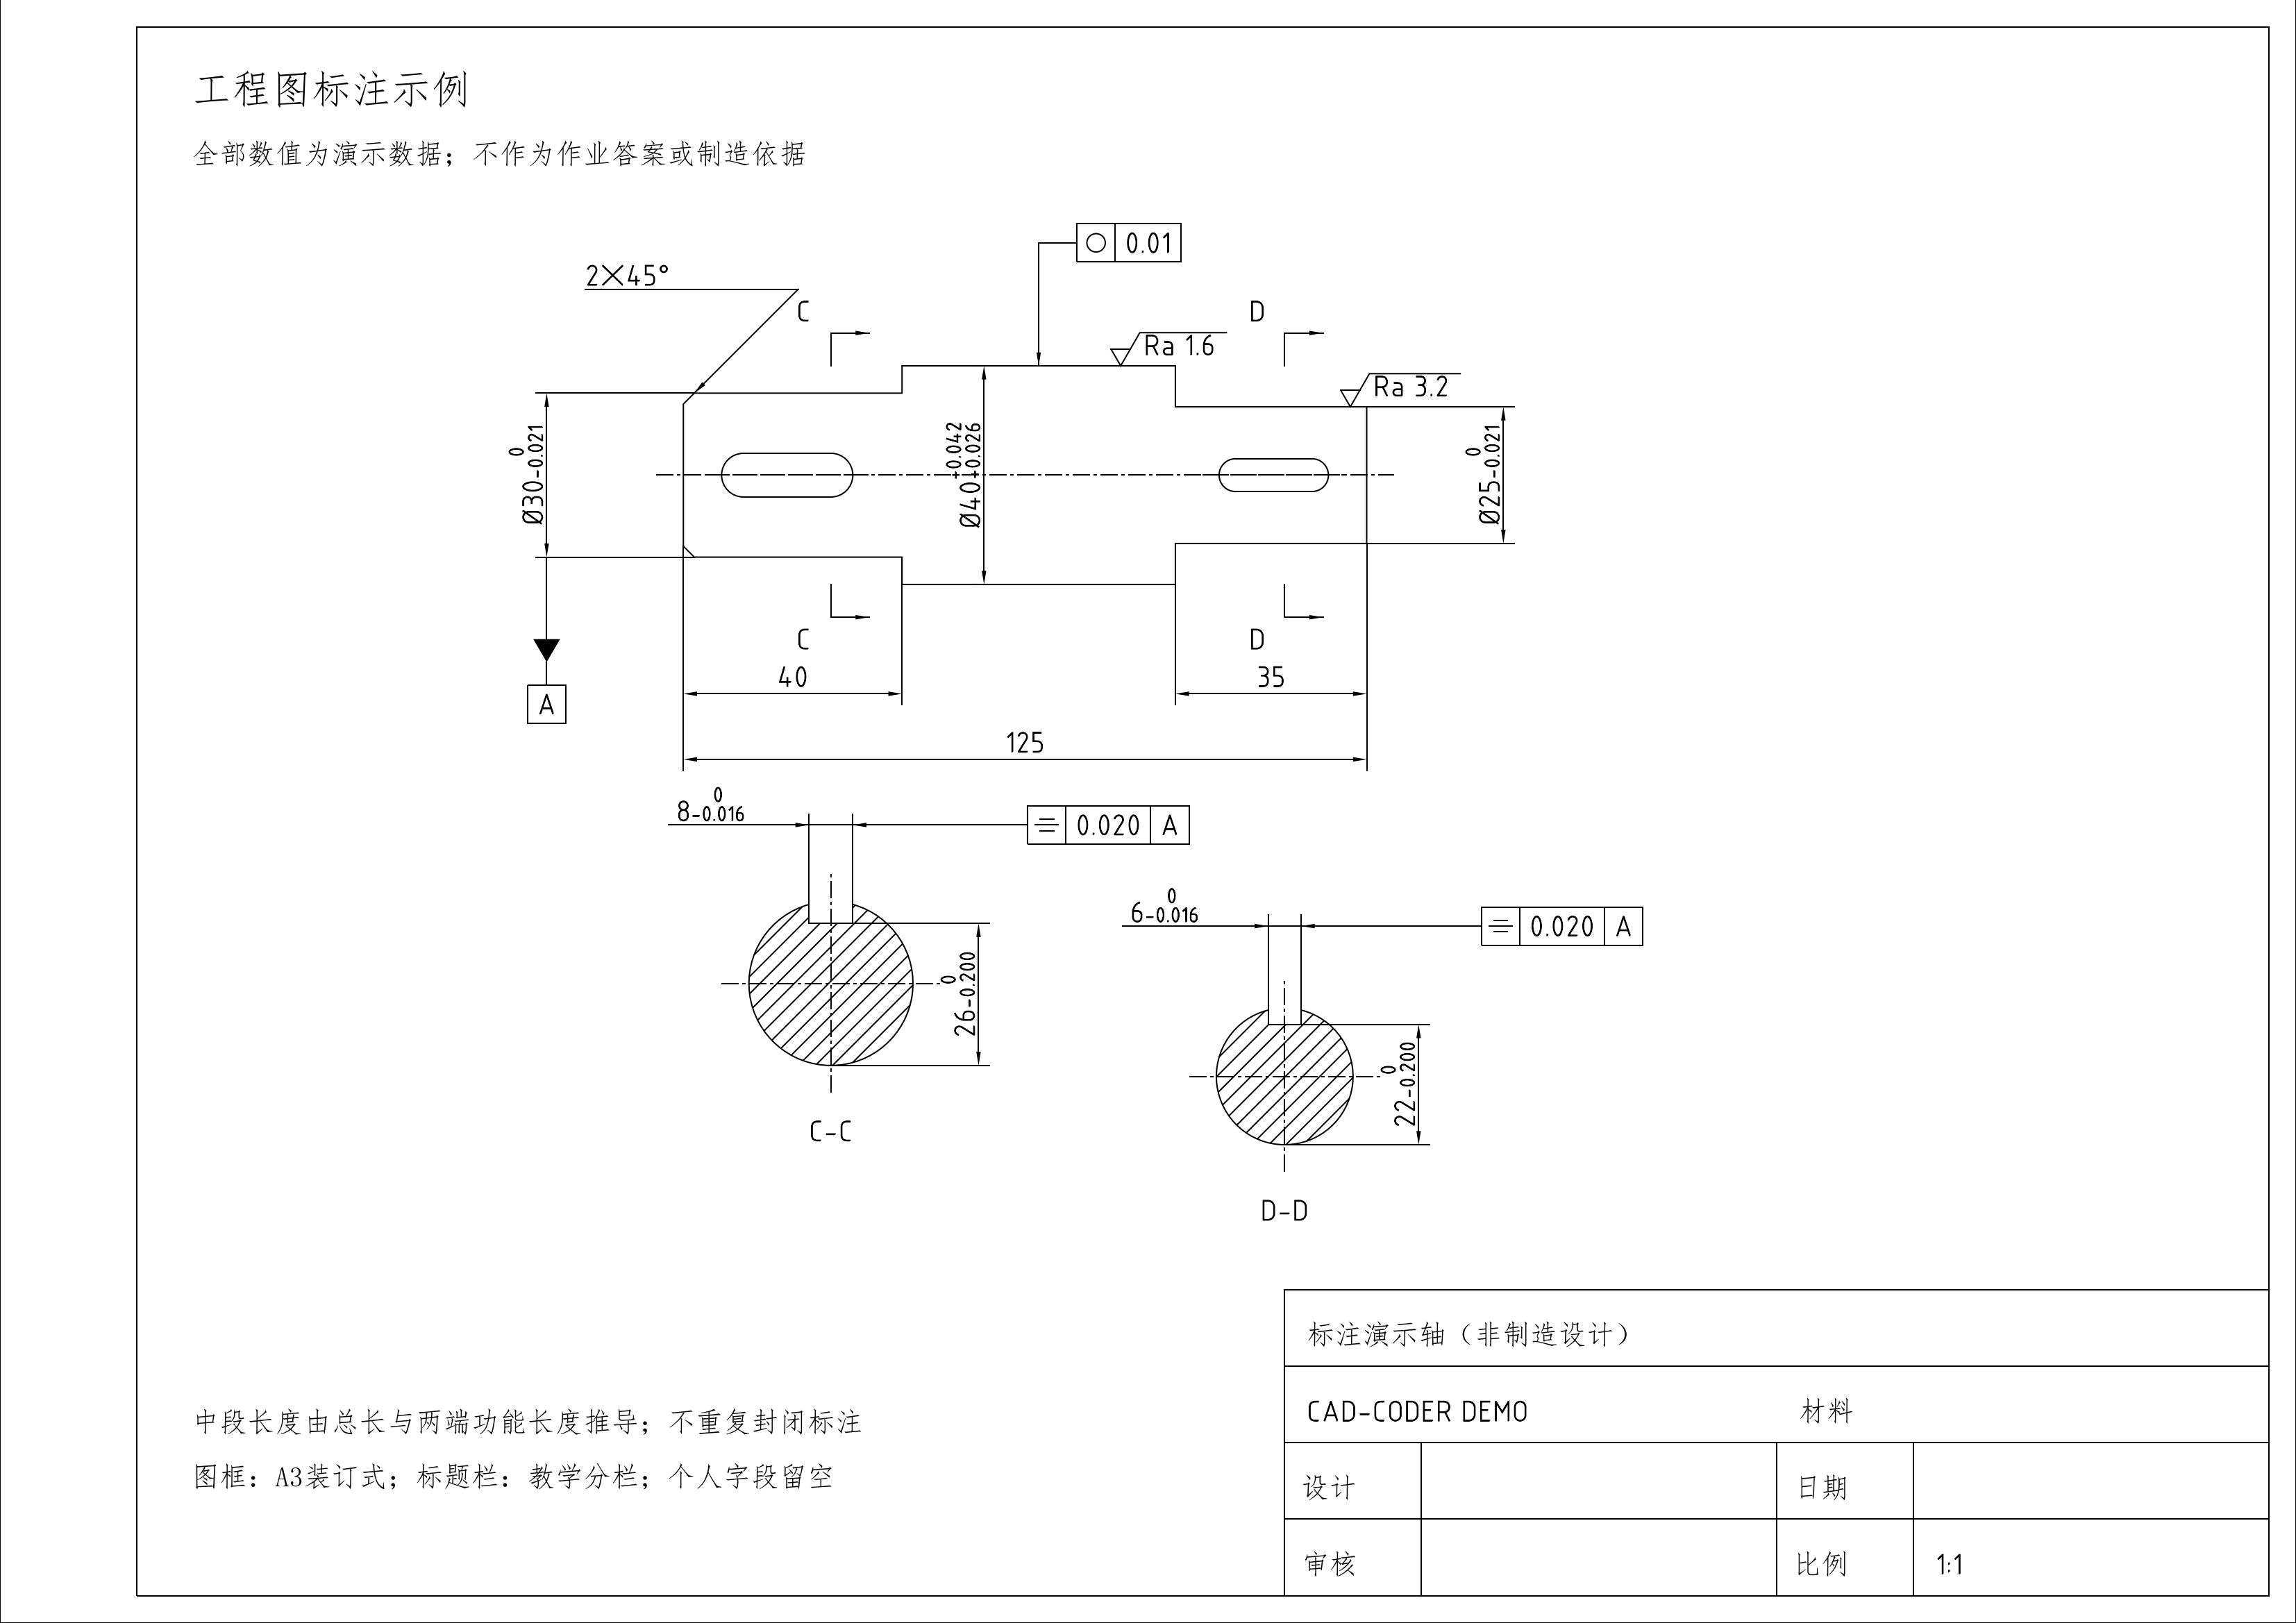 工程图标注示例
全部数值为演示数据；不作为作业答案或制造依据
0.01
2×45°
C
D
Ra 1.6
Ra 3.2
Ø30 0 -0.021
Ø40 +0.042 +0.026
Ø25 0 -0.021
C
D
40
35
A
125
8 0 -0.016
0.020 A
6 0 -0.016
0.020 A
26 0 -0.200
22 0 -0.200
C-C
D-D
标注演示轴（非制造设计）
CAD-CODER DEMO 材料
中段长度由总长与两端功能长度推导；不重复封闭标注
图框：A3装订式；标题栏：教学分栏；个人字段留空
设计 日期
审核 比例 1:1